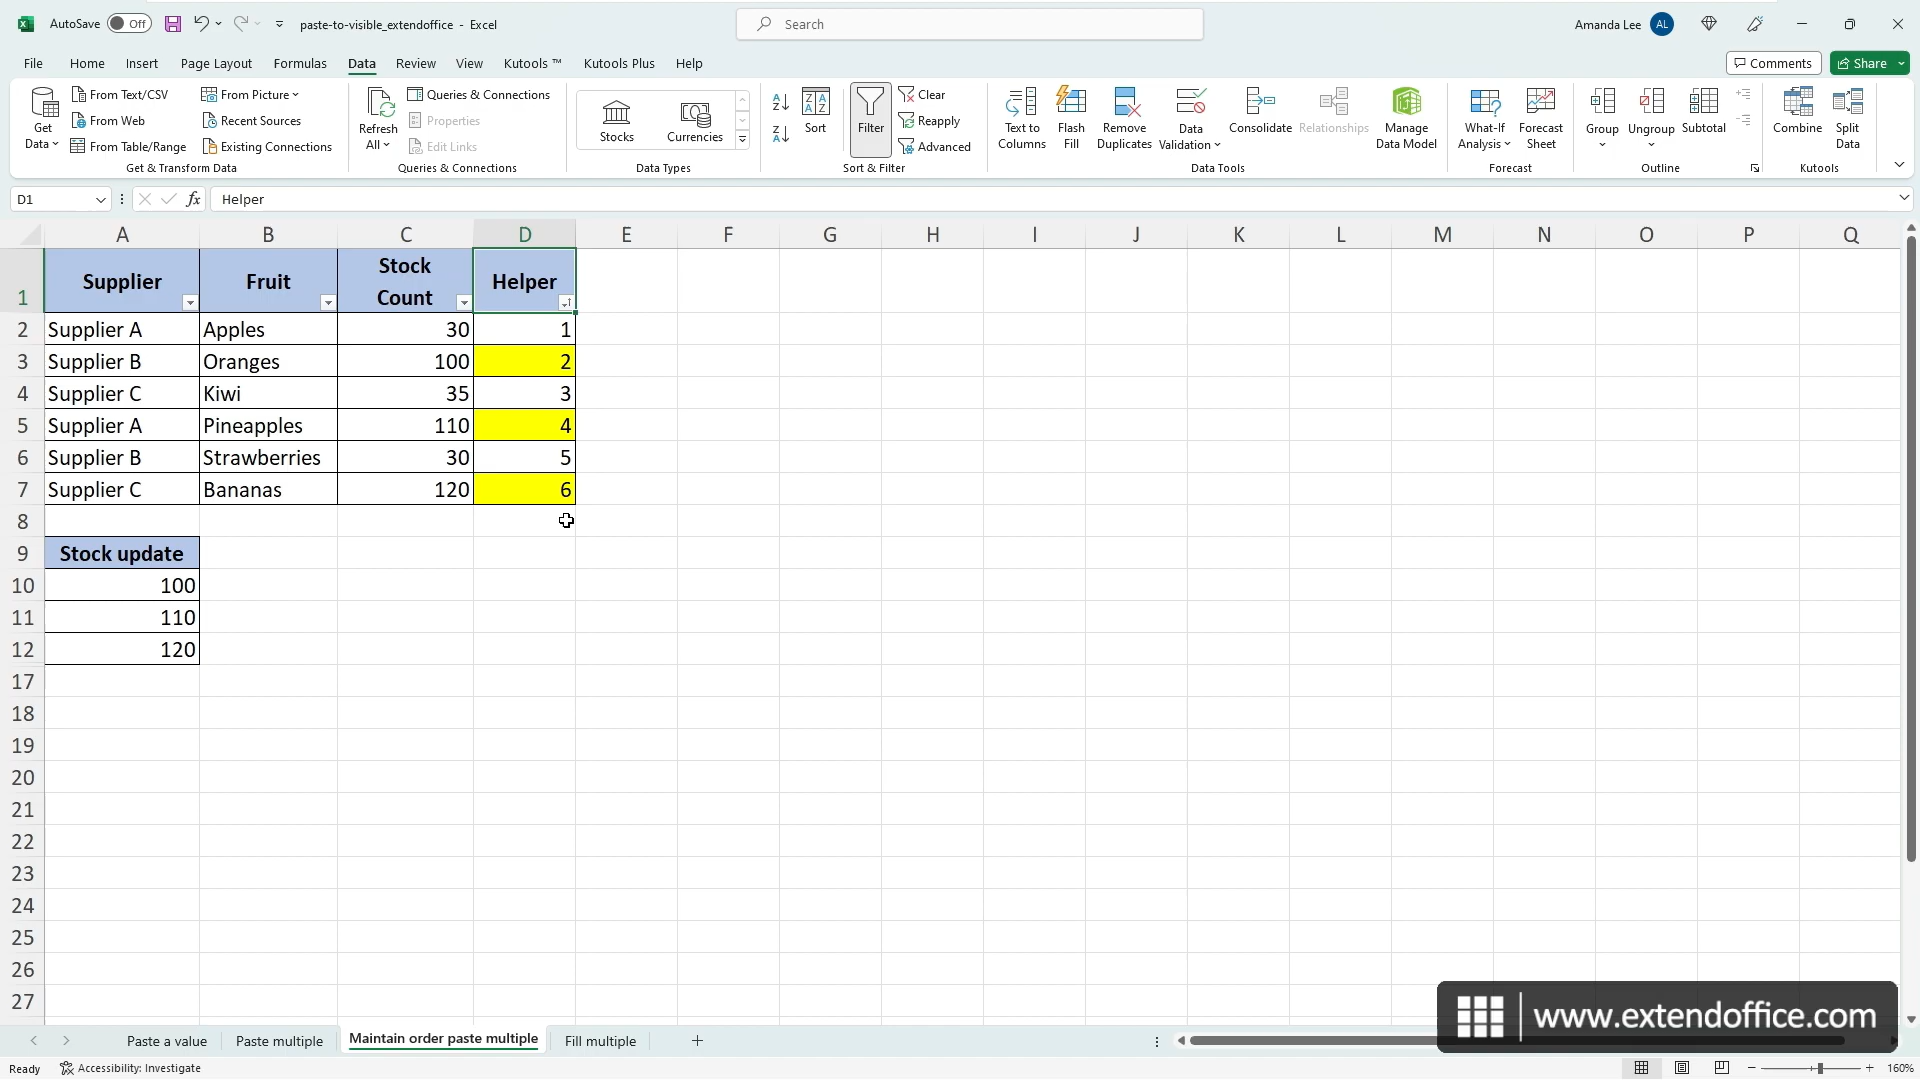 AutoSave Off paste-to-visible_extendoffice - Excel Search Amanda Lee AL
File Home Insert Page Layout Formulas Data Review View Kutools ™ Kutools Plus Help Comments Share
Get Data From Text/CSV From Web From Table/Range From Picture Recent Sources Existing Connections
Get & Transform Data
Refresh All Queries & Connections Properties Edit Links
Queries & Connections
Stocks Currencies
Data Types
Sort Filter Clear Reapply Advanced
Sort & Filter
Text to Columns Flash Fill Remove Duplicates Data Validation Consolidate Relationships Manage Data Model
Data Tools
What-If Analysis Forecast Sheet
Forecast
Group Ungroup Subtotal
Outline
Combine Split Data
Kutools
D1 fx Helper
A B C D E F G H I J K L M N O P Q
1 Supplier Fruit Stock Count Helper
2 Supplier A Apples 30 1
3 Supplier B Oranges 100 2
4 Supplier C Kiwi 35 3
5 Supplier A Pineapples 110 4
6 Supplier B Strawberries 30 5
7 Supplier C Bananas 120 6
8
9 Stock update
10 100
11 110
12 120
17
18
19
20
21
22
23
24
25
26
27
www.extendoffice.com
Paste a value Paste multiple Maintain order paste multiple Fill multiple
Ready Accessibility: Investigate 160%